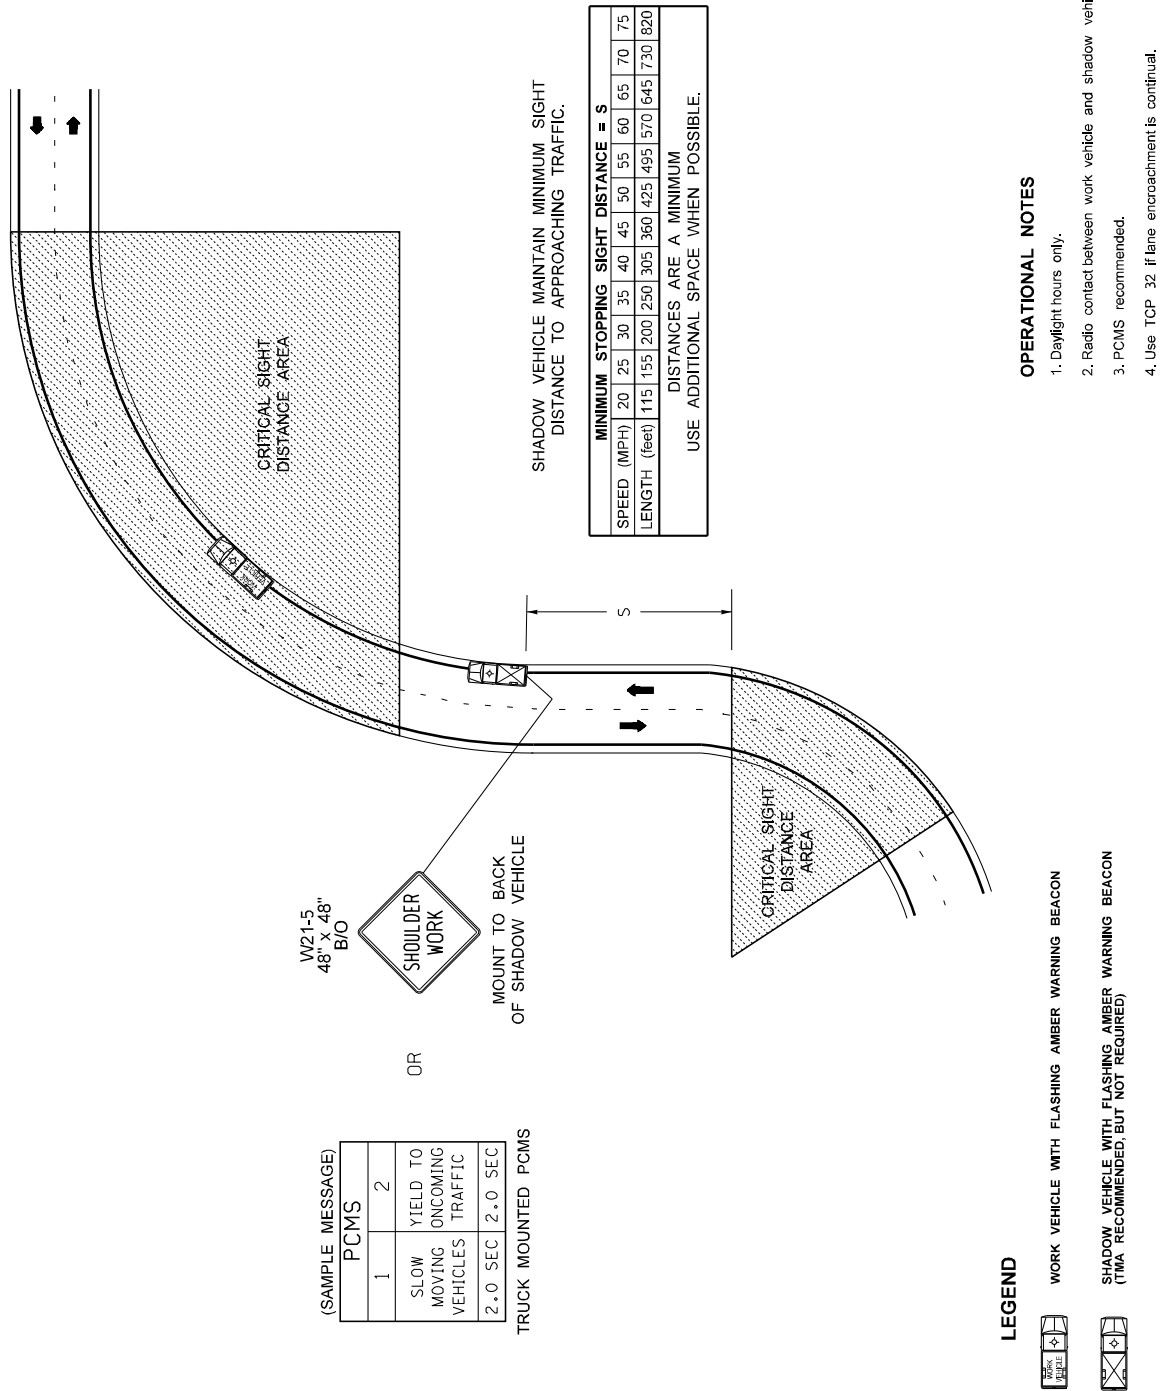 (SAMPLE MESSAGE)
PCMS
1 2
SLOW YIELD TO
MOVING ONCOMING
VEHICLES TRAFFIC
2.0 SEC 2.0 SEC
TRUCK MOUNTED PCMS
OR
W21-5
48" x 48"
B/O
SHOULDER
WORK
MOUNT TO BACK
OF SHADOW VEHICLE
CRITICAL SIGHT
DISTANCE AREA
WORK
VEHICLE
S
CRITICAL SIGHT
DISTANCE
AREA
SHADOW VEHICLE MAINTAIN MINIMUM SIGHT
DISTANCE TO APPROACHING TRAFFIC.
MINIMUM STOPPING SIGHT DISTANCE = S
SPEED (MPH) 20 25 30 35 40 45 50 55 60 65 70 75
LENGTH (feet) 115 155 200 250 305 360 425 495 570 645 730 820
DISTANCES ARE A MINIMUM
USE ADDITIONAL SPACE WHEN POSSIBLE.
LEGEND
WORK
VEHICLE
WORK VEHICLE WITH FLASHING AMBER WARNING BEACON
SHADOW VEHICLE WITH FLASHING AMBER WARNING BEACON
(TMA RECOMMENDED, BUT NOT REQUIRED)
OPERATIONAL NOTES
1. Daylight hours only.
2. Radio contact between work vehicle and shadow
3. PCMS recommended.
4. Use TCP 32 if lane encroachment is continual.